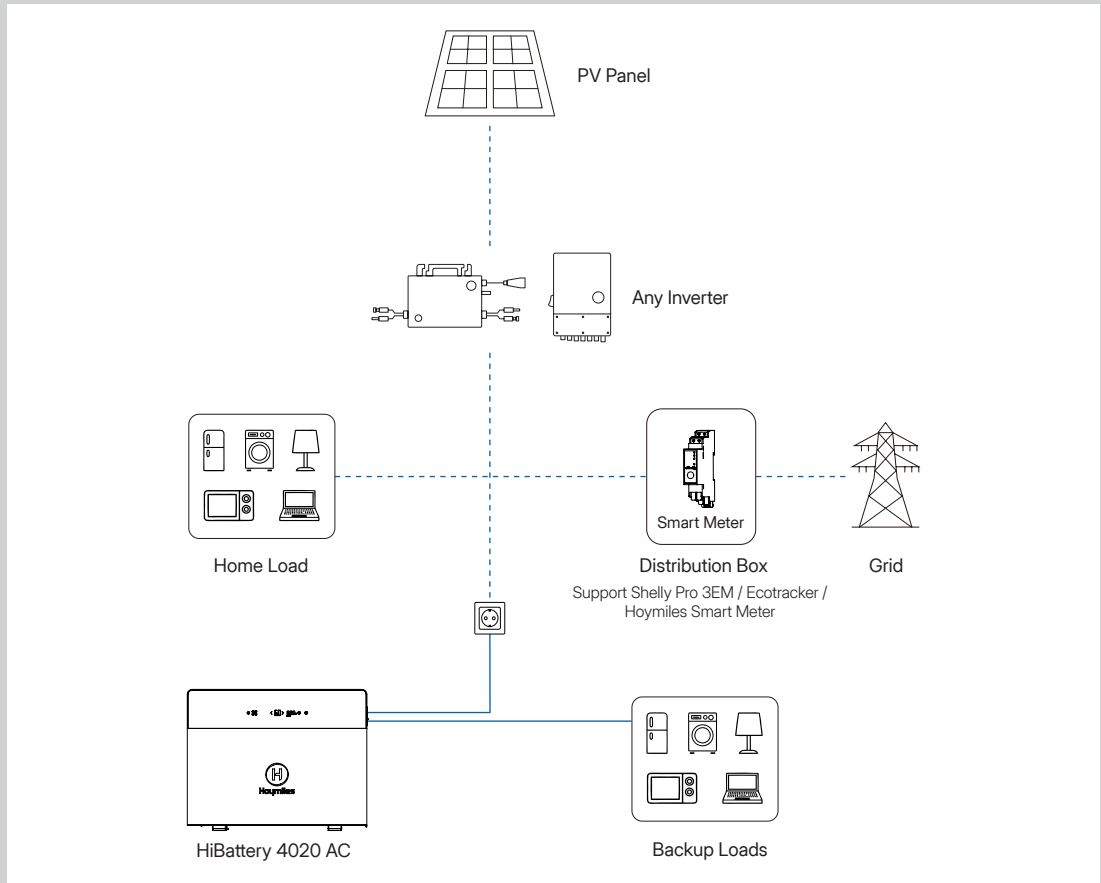 PV Panel
Any Inverter
Smart Meter
Home Load
Distribution Box
Grid
Support Shelly Pro 3EM / Ecotracker /
Hoymiles Smart Meter
Hoymiles
HiBattery 4020 AC
Backup Loads